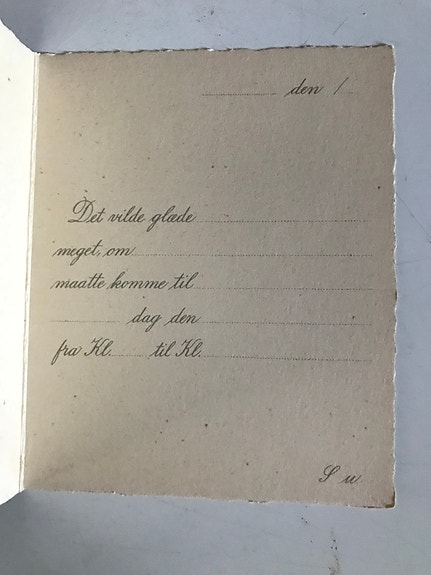 den /
Det vilde glæde
meget, om
maatte komme til
dag den
fra Kl. til Kl.
S u